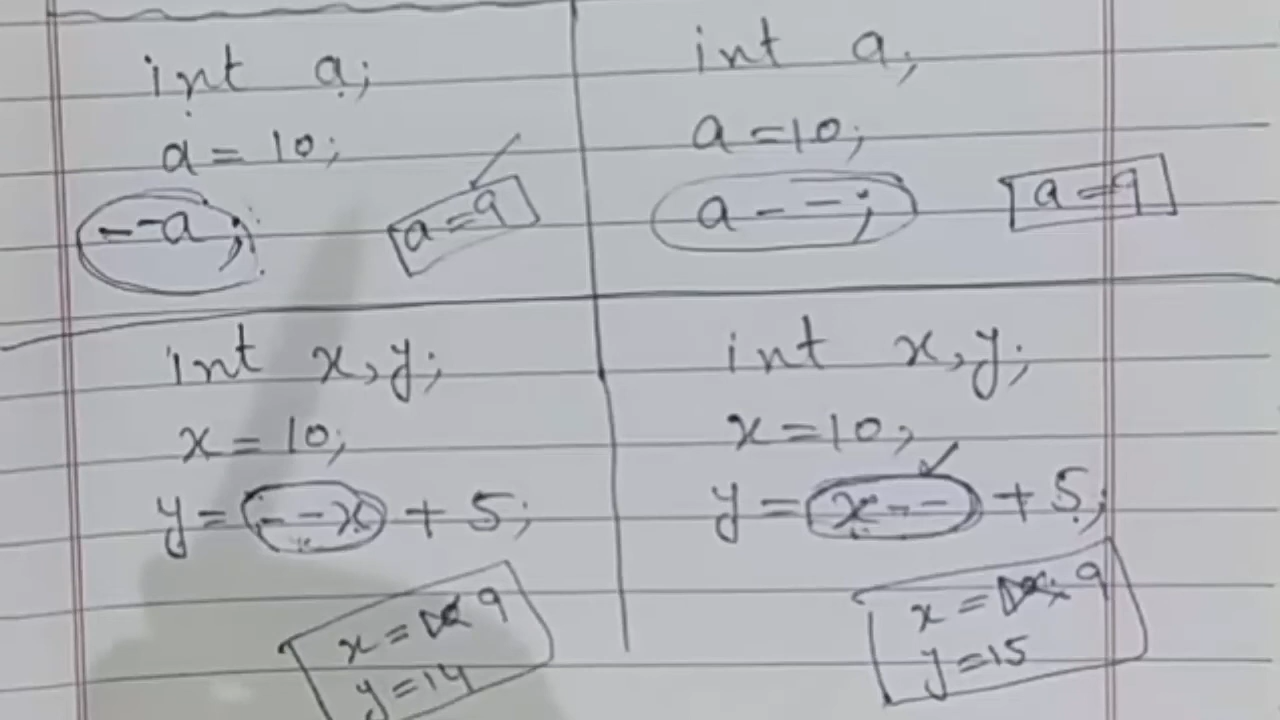 int a;
a = 10;
--a;
a = 9
int a;
a = 10;
a--;
a = 9
int x,y;
x = 10;
y = --x + 5;
x = 9
y = 14
int x,y;
x = 10;
y = x-- + 5;
x = 9
y = 15